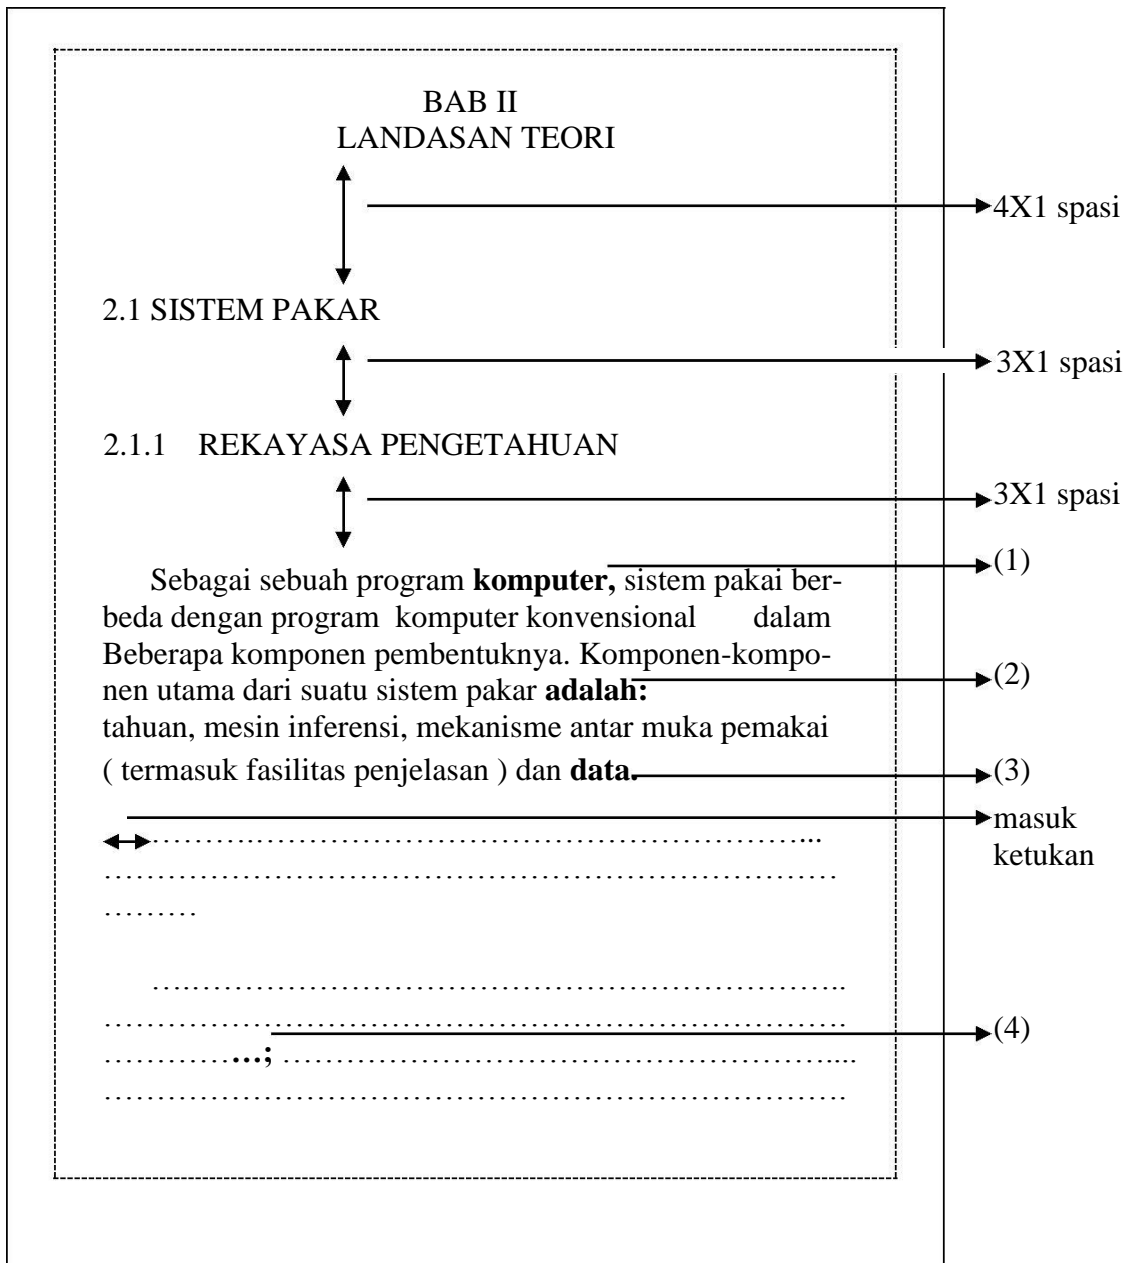 BAB II
LANDASAN TEORI
4X1 spasi
2.1 SISTEM PAKAR
3X1 spasi
2.1.1 REKAYASA PENGETAHUAN
3X1 spasi
(1)
Sebagai sebuah program komputer, sistem pakai ber-
beda dengan program komputer konvensional dalam
Beberapa komponen pembentuknya. Komponen-kompo-
nen utama dari suatu sistem pakar adalah:
(2)
tahuan, mesin inferensi, mekanisme antar muka pemakai
( termasuk fasilitas penjelasan ) dan data.
(3)
masuk
ketukan
……………………………………………………...
……………………………………………………………
………
…………………………………………………………..
……………………………………………………………
(4)
……………; …………………………………………………....
…………………………………………………………….